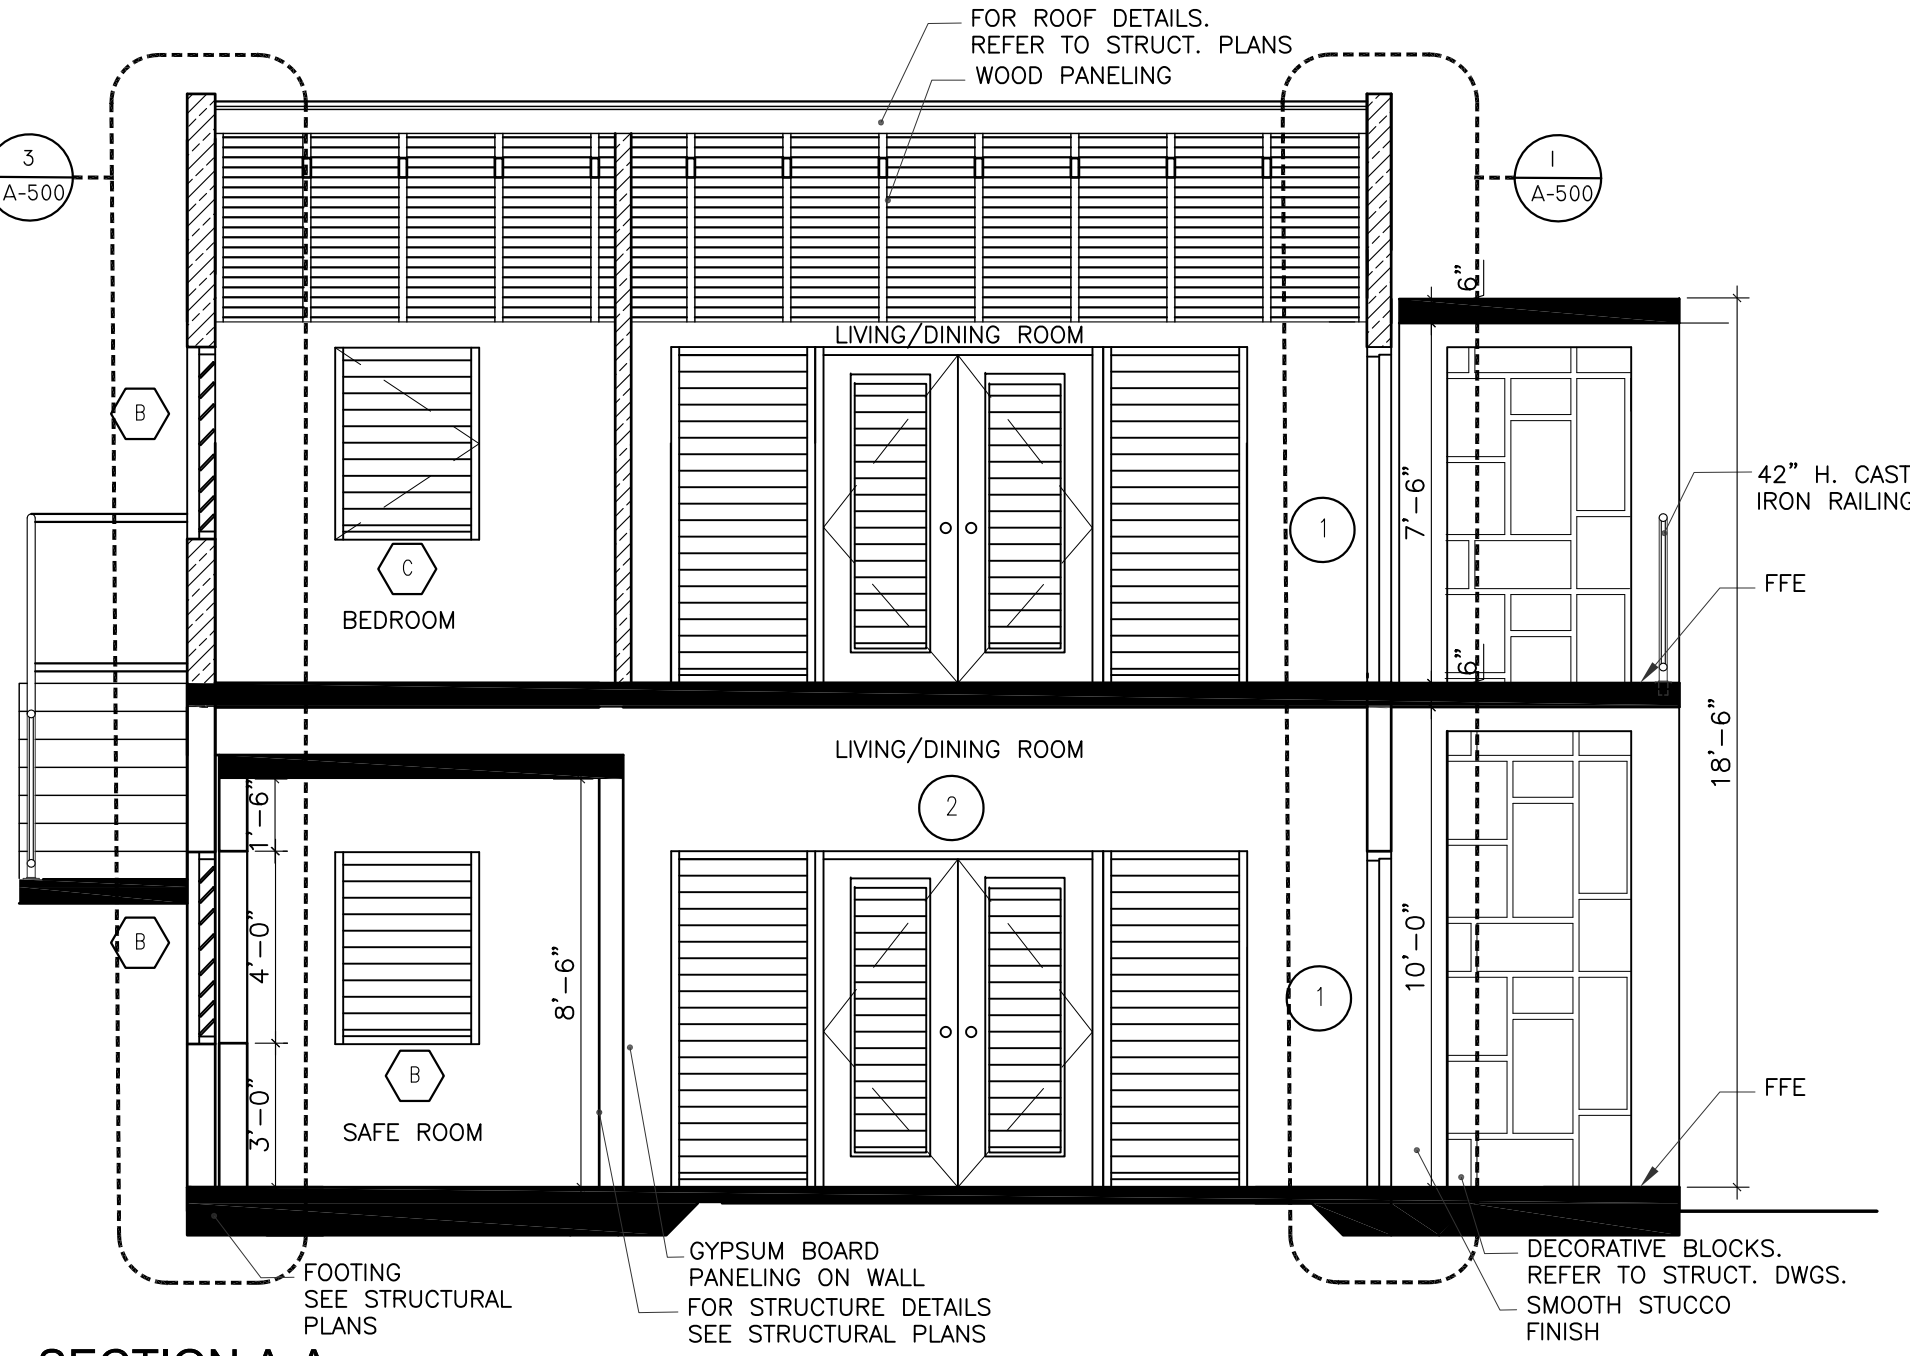 FOR ROOF DETAILS.
REFER TO STRUCT. PLANS
WOOD PANELING
3
A-500
1
A-500
6"
LIVING/DINING ROOM
B
C
BEDROOM
1
7'-6"
42" H. CAST
IRON RAILING
FFE
6"
18'-6"
LIVING/DINING ROOM
2
1'-6"
B
4'-0"
8'-6"
10'-0"
1
B
3'-0"
SAFE ROOM
FFE
FOOTING
SEE STRUCTURAL
PLANS
GYPSUM BOARD
PANELING ON WALL
FOR STRUCTURE DETAILS
SEE STRUCTURAL PLANS
DECORATIVE BLOCKS.
REFER TO STRUCT. DWGS.
SMOOTH STUCCO
FINISH
SECTION A-A